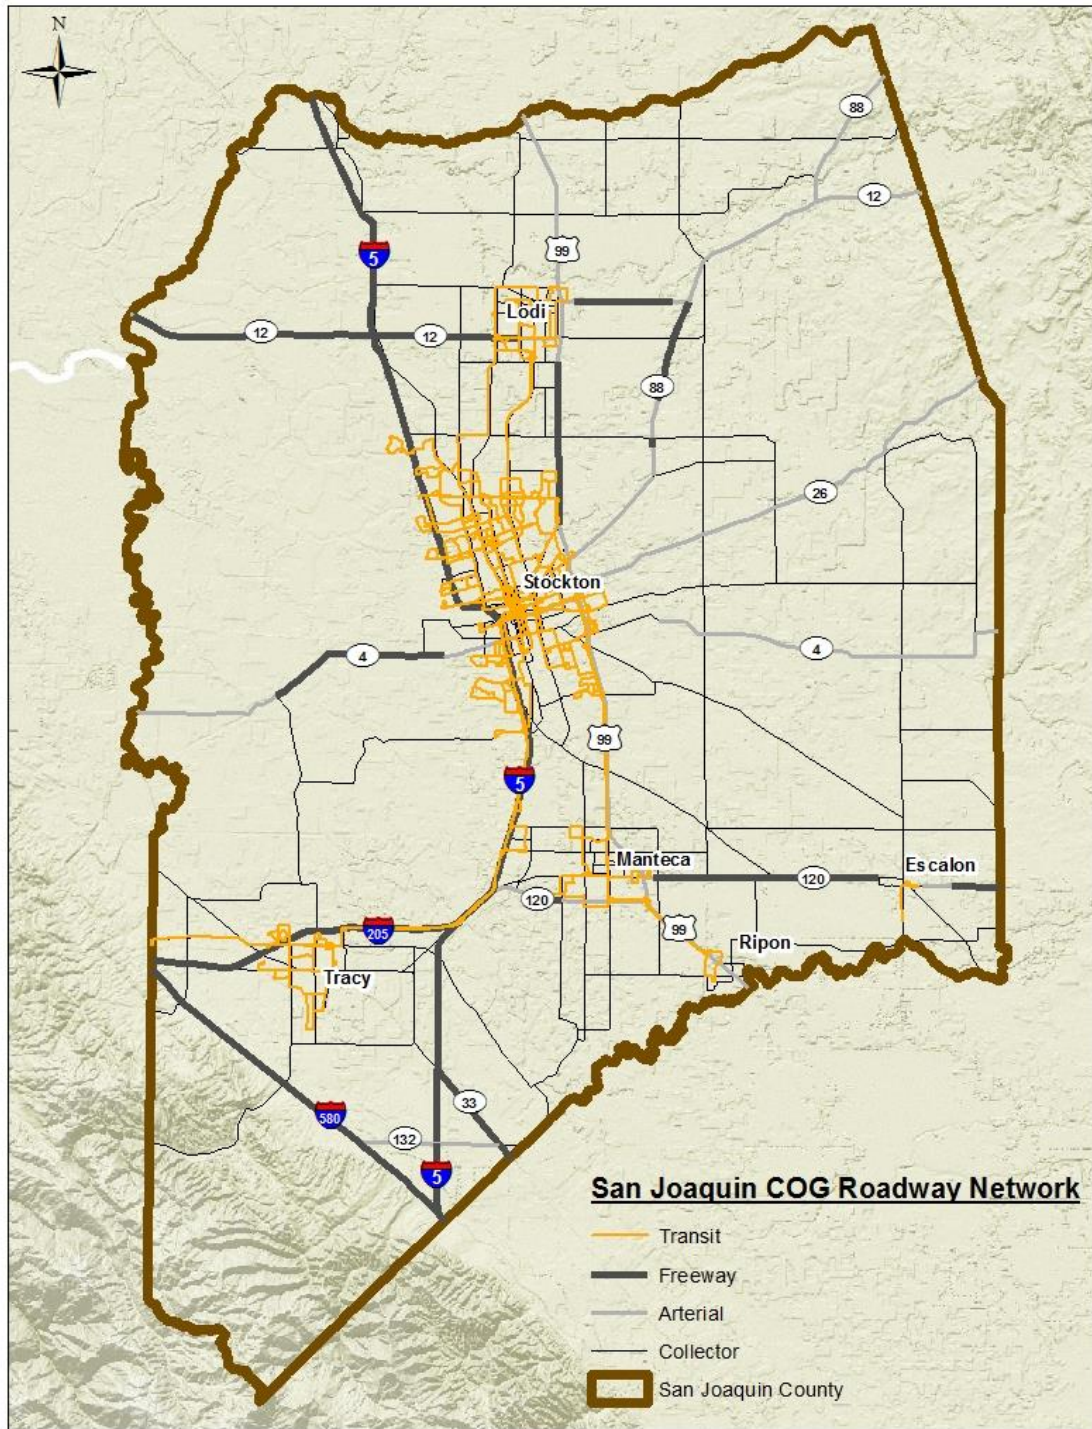 N
88
12
99
5
Lodi
12
12
88
26
Stockton
4
4
99
5
Manteca
Escalon
120
120
205
99
Ripon
Tracy
33
580
132
5
San Joaquin COG Roadway Network
Transit
Freeway
Arterial
Collector
San Joaquin County